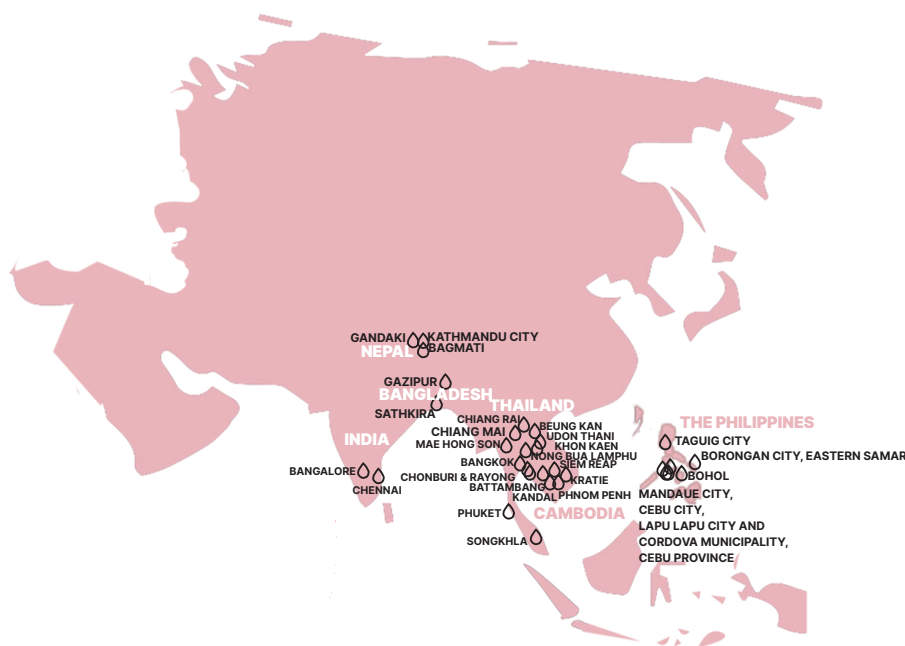 GANDAKI
KATHMANDU CITY
BAGMATI
NEPAL
GAZIPUR
BANGLADESH
SATHKIRA
THAILAND
CHIANG RAI
BEUNG KAN
CHIANG MAI
UDON THANI
MAE HONG SON
KHON KAEN
NONG BUA LAMPHU
INDIA
BANGKOK
SIEM REAP
BANGALORE
CHONBURI & RAYONG
KRATIE
CHENNAI
BATTAMBANG
KANDAL
PHNOM PENH
PHUKET
CAMBODIA
SONGKHLA
THE PHILIPPINES
TAGUIG CITY
BORONGAN CITY, EASTERN SAMAR
BOHOL
MANDAUE CITY,
CEBU CITY,
LAPU LAPU CITY AND
CORDOVA MUNICIPALITY,
CEBU PROVINCE